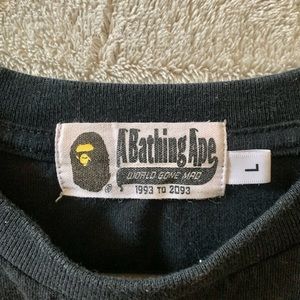 A Bathing Ape
®
WORLD GONE MAD
1993 TO 2093
L